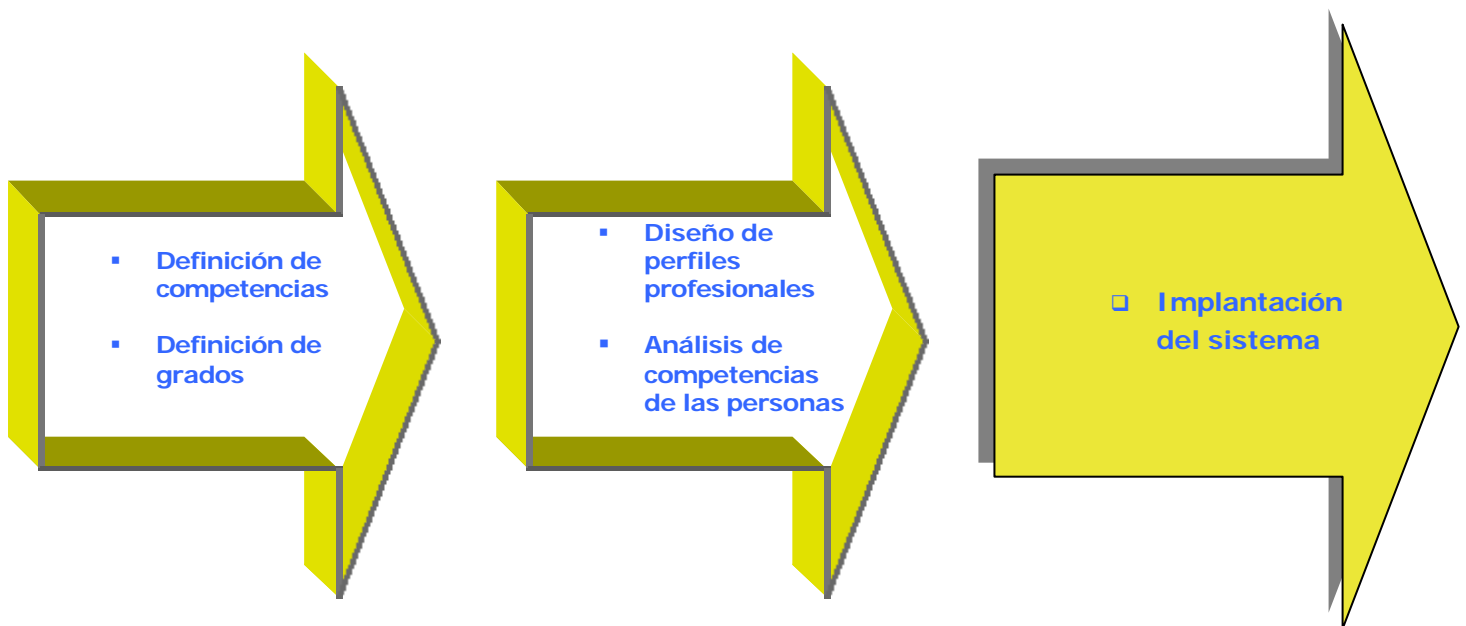 ▪ Definición de
competencias
▪ Definición de
grados
▪ Diseño de
perfiles
profesionales
▪ Análisis de
competencias
de las personas
❑ Implantación
del sistema